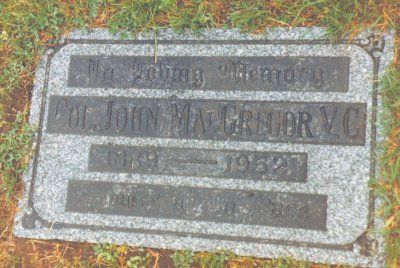 In Loving Memory
COL. JOHN MACGREGOR V.C.
1889 — 1952